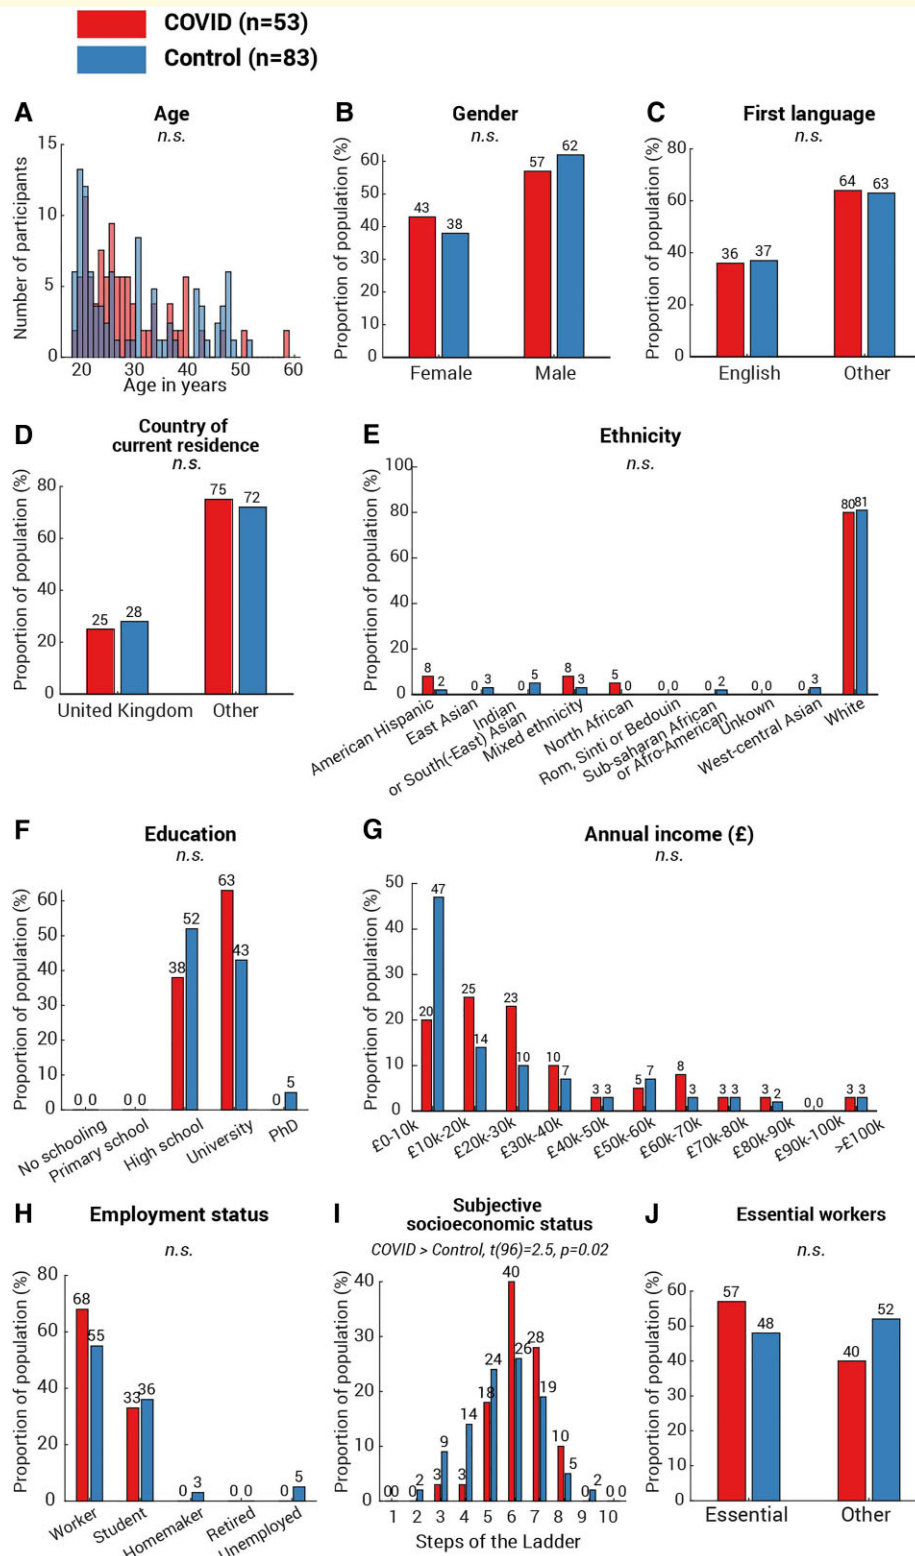 COVID (n=53)
Control (n=83)
A
Age
n.s.
Number of participants
15
10
5
0
20 30 40 50 60
Age in years
B
Gender
n.s.
Proportion of population (%)
60
50
40
30
20
10
0
43 38 57 62
Female Male
C
First language
n.s.
Proportion of population (%)
80
60
40
20
0
36 37 64 63
English Other
D
Country of
current residence
n.s.
Proportion of population (%)
80
60
40
20
0
25 28 75 72
United Kingdom Other
E
Ethnicity
n.s.
Proportion of population (%)
100
80
60
40
20
0
8 2 0 3 0 5 8 3 5 0 0 0 0 2 0 0 0 3 80 81
American Hispanic
East Asian
Indian
or South(-East) Asian
Mixed ethnicity
North African
Rom, Sinti or Bedouin
Sub-saharan African
or Afro-American
Unkown
West-central Asian
White
F
Education
n.s.
Proportion of population (%)
60
50
40
30
20
10
0
0 0 0 0 38 52 63 43 0 5
No schooling
Primary school
High school
University
PhD
G
Annual income (£)
n.s.
Proportion of population (%)
50
40
30
20
10
0
20 47 25 14 23 10 10 7 3 3 5 7 8 3 3 3 3 2 0,0 3 3
£0-10k
£10k-20k
£20k-30k
£30k-40k
£40k-50k
£50k-60k
£60k-70k
£70k-80k
£80k-90k
£90k-100k
>£100k
H
Employment status
n.s.
Proportion of population (%)
80
60
40
20
0
68 55 33 36 0 3 0 0 0 5
Worker
Student
Homemaker
Retired
Unemployed
I
Subjective
socioeconomic status
COVID > Control, t(96)=2.5, p=0.02
Proportion of population (%)
40
30
20
10
0
0 0 0 2 3 9 3 14 18 24 40 26 28 19 10 5 0 2 0 0
1 2 3 4 5 6 7 8 9 10
Steps of the Ladder
J
Essential workers
n.s.
Proportion of population (%)
60
50
40
30
20
10
0
57 48 40 52
Essential Other